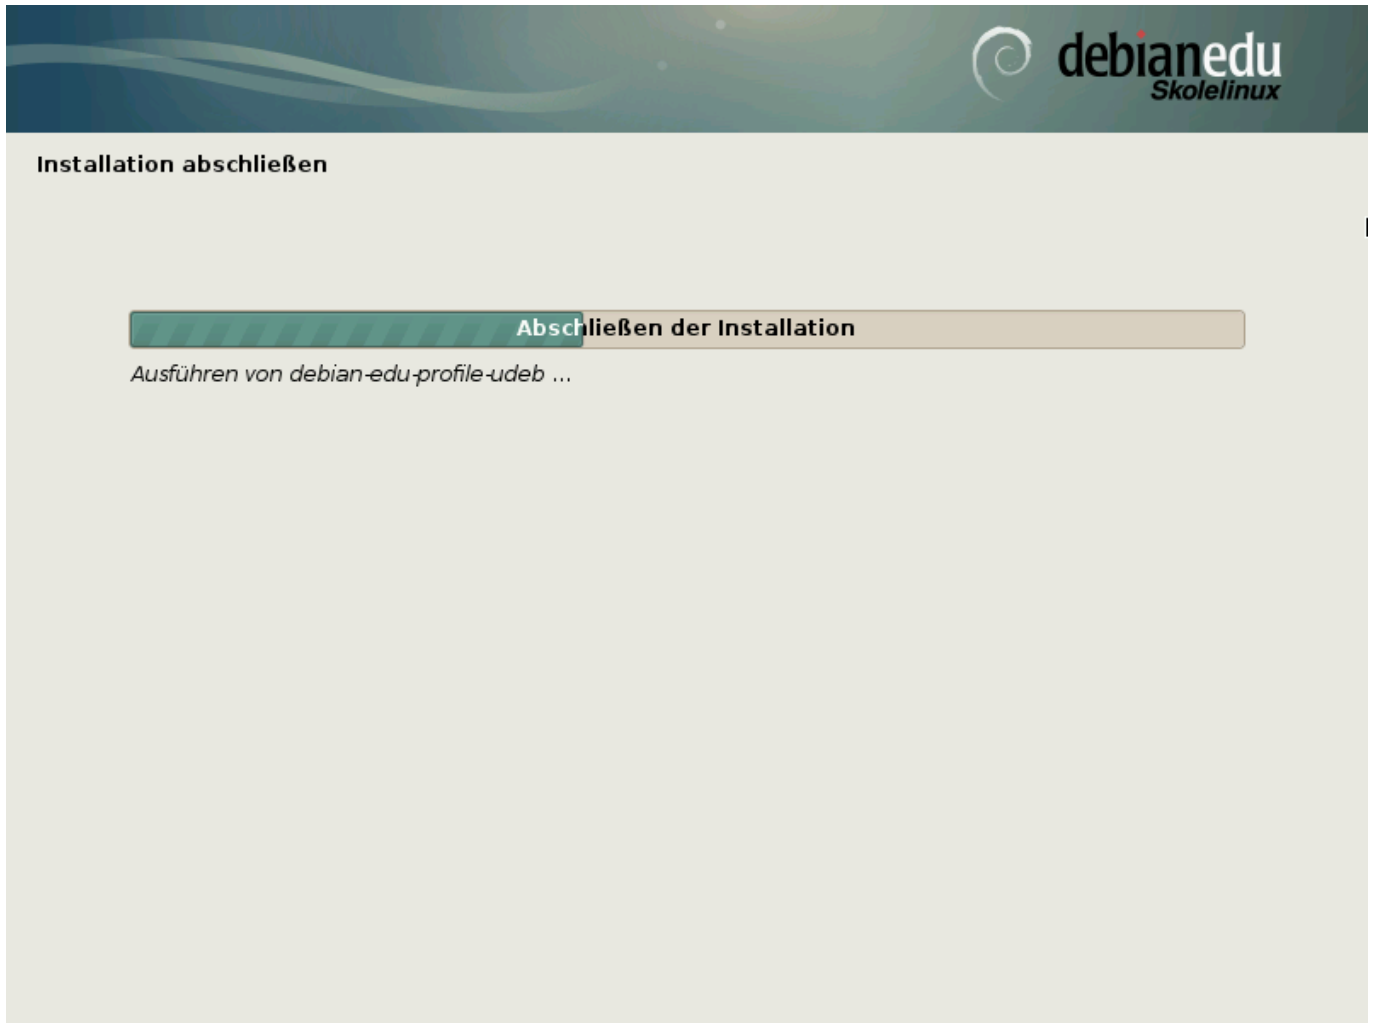 debianedu
Skolelinux
Installation abschließen
Abschließen der Installation
Ausführen von debian-edu-profile-udeb ...